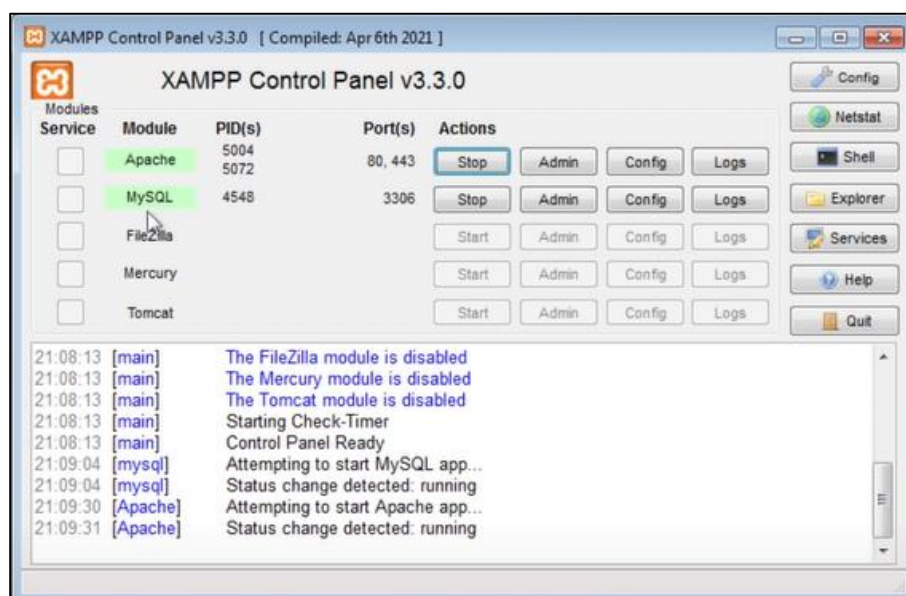 XAMPP Control Panel v3.3.0 [ Compiled: Apr 6th 2021 ]
XAMPP Control Panel v3.3.0
Config
Modules
Service Module PID(s) Port(s) Actions
Netstat
Apache 5004 5072 80, 443 Stop Admin Config Logs
Shell
MySQL 4548 3306 Stop Admin Config Logs
Explorer
FileZilla Start Admin Config Logs
Services
Mercury Start Admin Config Logs
Help
Tomcat Start Admin Config Logs
Quit
21:08:13 [main] The FileZilla module is disabled
21:08:13 [main] The Mercury module is disabled
21:08:13 [main] The Tomcat module is disabled
21:08:13 [main] Starting Check-Timer
21:08:13 [main] Control Panel Ready
21:09:04 [mysql] Attempting to start MySQL app...
21:09:04 [mysql] Status change detected: running
21:09:30 [Apache] Attempting to start Apache app...
21:09:31 [Apache] Status change detected: running